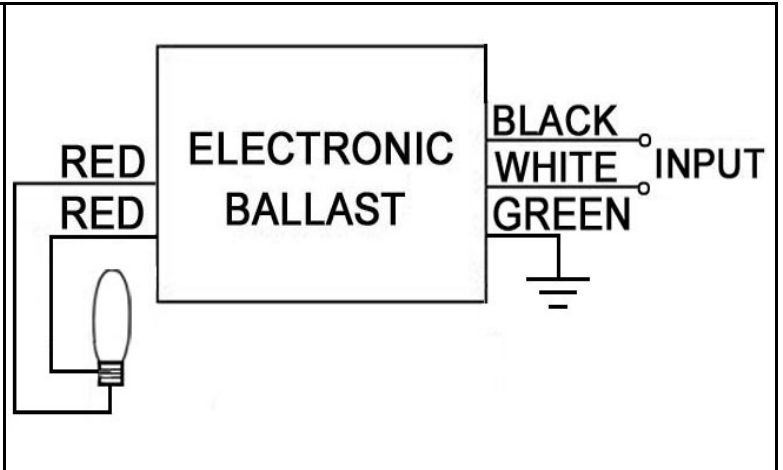 RED
RED
ELECTRONIC
BALLAST
BLACK
WHITE
GREEN
INPUT